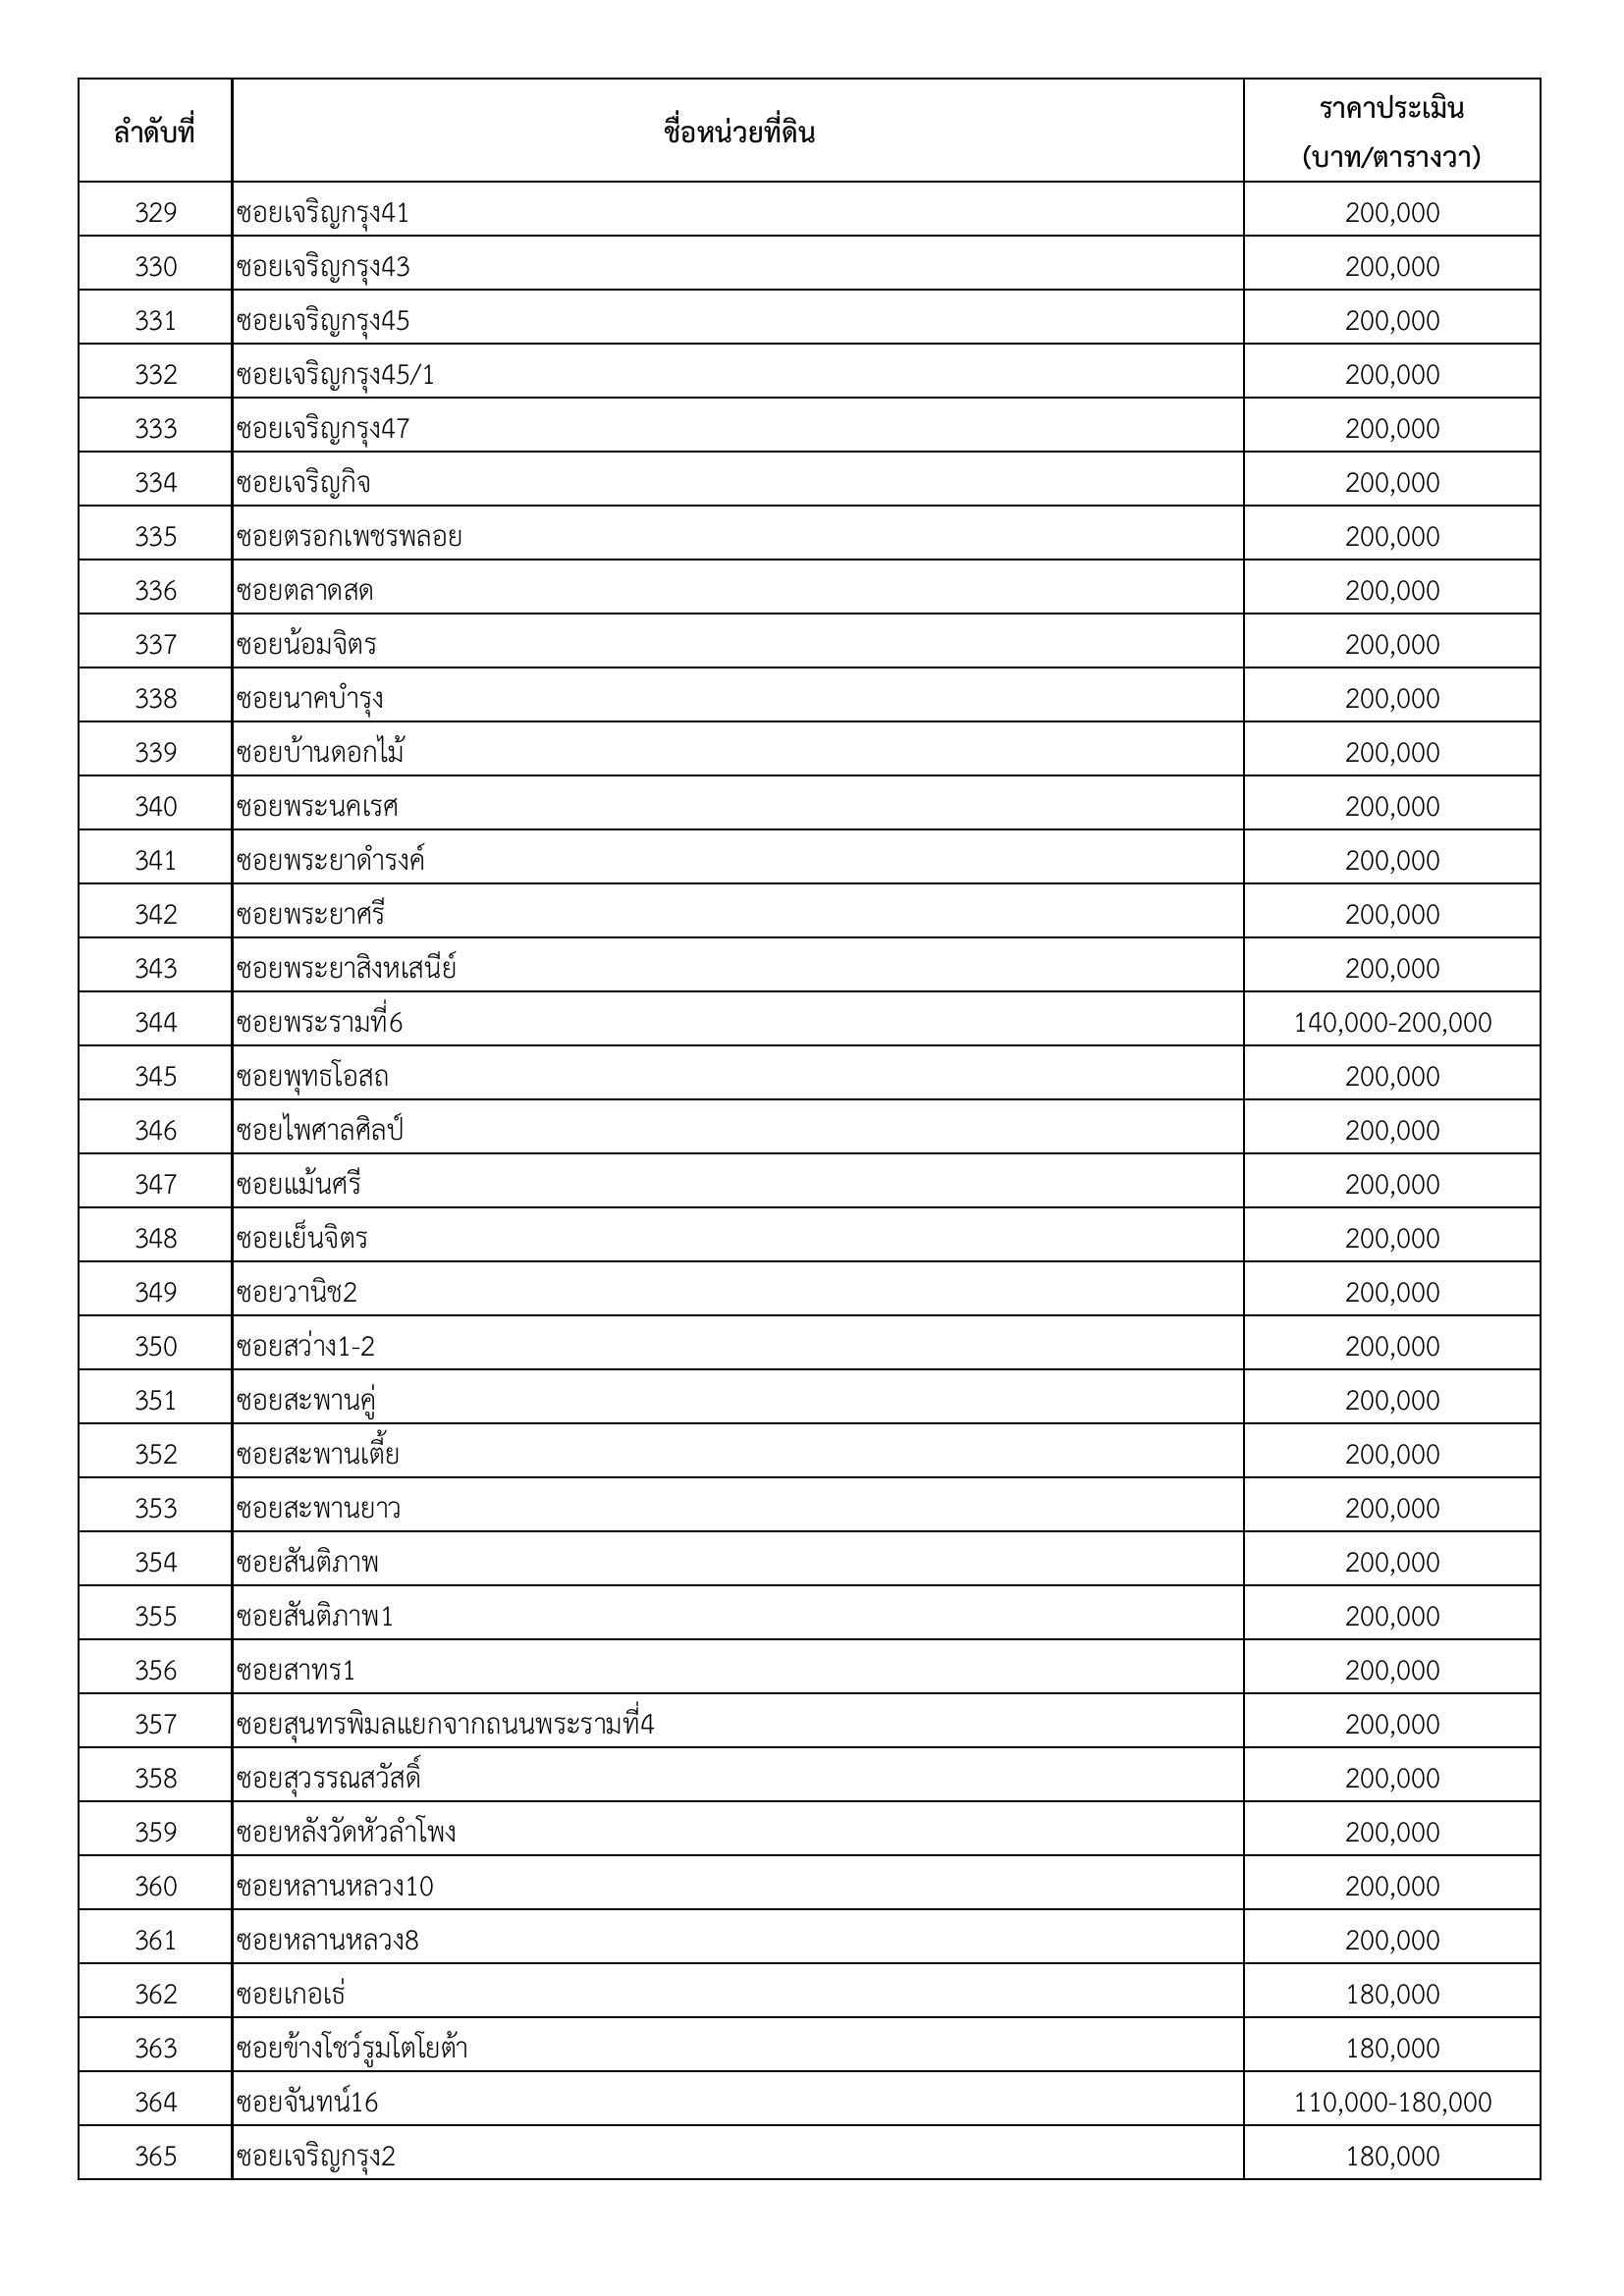 ลำดับที่ ชื่อหน่วยที่ดิน ราคาประเมิน
(บาท/ตารางวา)
329 ซอยเจริญกรุง41 200,000
330 ซอยเจริญกรุง43 200,000
331 ซอยเจริญกรุง45 200,000
332 ซอยเจริญกรุง45/1 200,000
333 ซอยเจริญกรุง47 200,000
334 ซอยเจริญกิจ 200,000
335 ซอยตรอกเพชรพลอย 200,000
336 ซอยตลาดสด 200,000
337 ซอยน้อมจิตร 200,000
338 ซอยนาคบำรุง 200,000
339 ซอยบ้านดอกไม้ 200,000
340 ซอยพระนคเรศ 200,000
341 ซอยพระยาดำรงค์ 200,000
342 ซอยพระยาศรี 200,000
343 ซอยพระยาสิงหเสนีย์ 200,000
344 ซอยพระรามที่6 140,000-200,000
345 ซอยพุทธโอสถ 200,000
346 ซอยไพศาลศิลป์ 200,000
347 ซอยแม้นศรี 200,000
348 ซอยเย็นจิตร 200,000
349 ซอยวานิช2 200,000
350 ซอยสว่าง1-2 200,000
351 ซอยสะพานคู่ 200,000
352 ซอยสะพานเตี้ย 200,000
353 ซอยสะพานยาว 200,000
354 ซอยสันติภาพ 200,000
355 ซอยสันติภาพ1 200,000
356 ซอยสาทร1 200,000
357 ซอยสุนทรพิมลแยกจากถนนพระรามที่4 200,000
358 ซอยสุวรรณสวัสดิ์ 200,000
359 ซอยหลังวัดหัวลำโพง 200,000
360 ซอยหลานหลวง10 200,000
361 ซอยหลานหลวง8 200,000
362 ซอยเกอเธ่ 180,000
363 ซอยข้างโชว์รูมโตโยต้า 180,000
364 ซอยจันทน์16 110,000-180,000
365 ซอยเจริญกรุง2 180,000